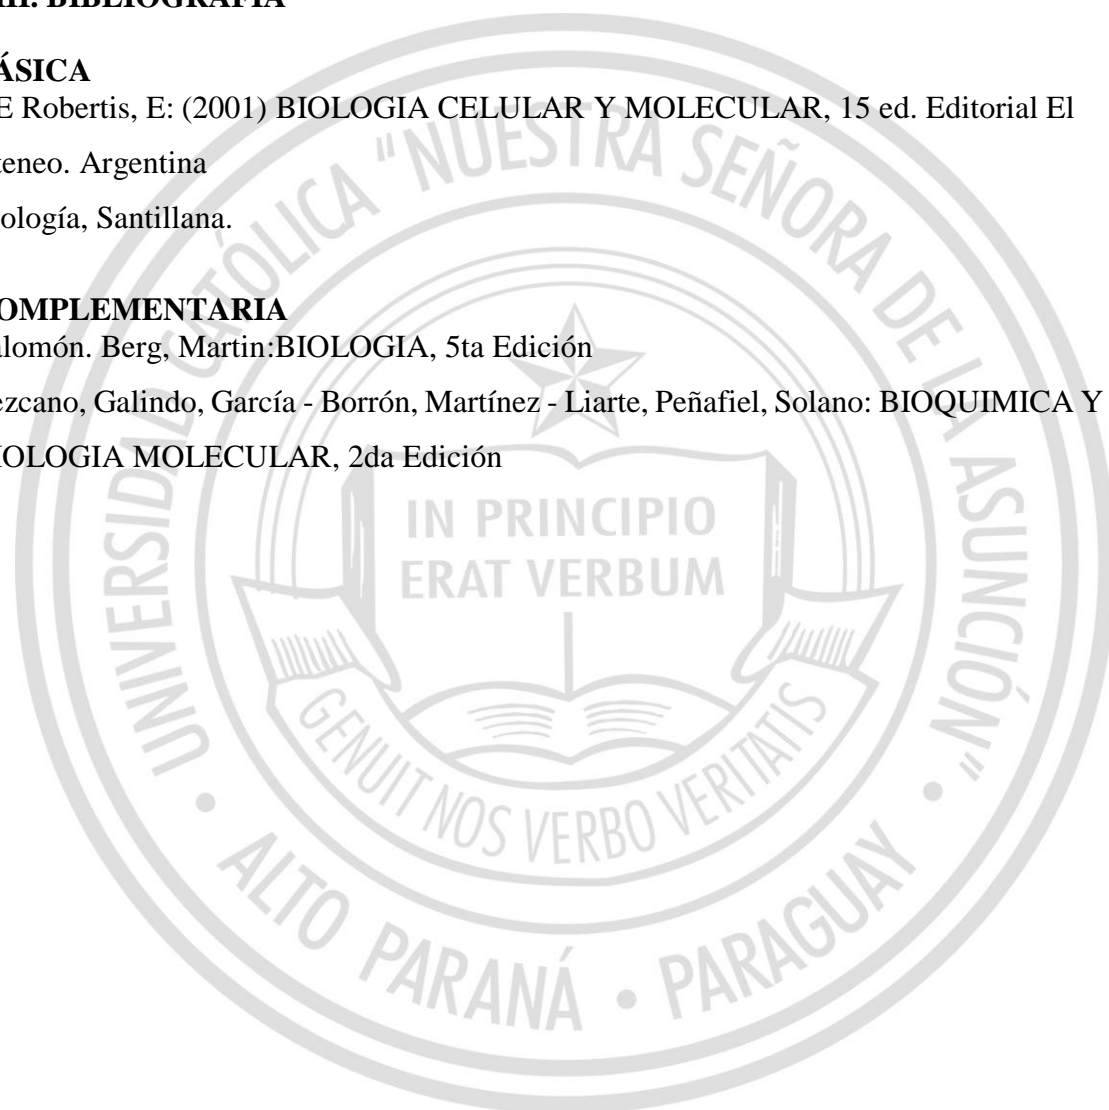 III. BIBLIOGRAFIA
ÁSICA
E Robertis, E: (2001) BIOLOGIA CELULAR Y MOLECULAR, 15 ed. Editorial El
teneo. Argentina
ología, Santillana.
OMPLEMENTARIA
alomón. Berg, Martin:BIOLOGIA, 5ta Edición
ezcano, Galindo, García - Borrón, Martínez - Liarte, Peñafiel, Solano: BIOQUIMICA Y
IOLOGIA MOLECULAR, 2da Edición
UNIVERSIDAD CATÓLICA "NUESTRA SEÑORA DE LA ASUNCIÓN"
IN PRINCIPIO
ERAT VERBUM
GENUIT NOS VERBO VERITATIS
ALTO PARANÁ • PARAGUAY